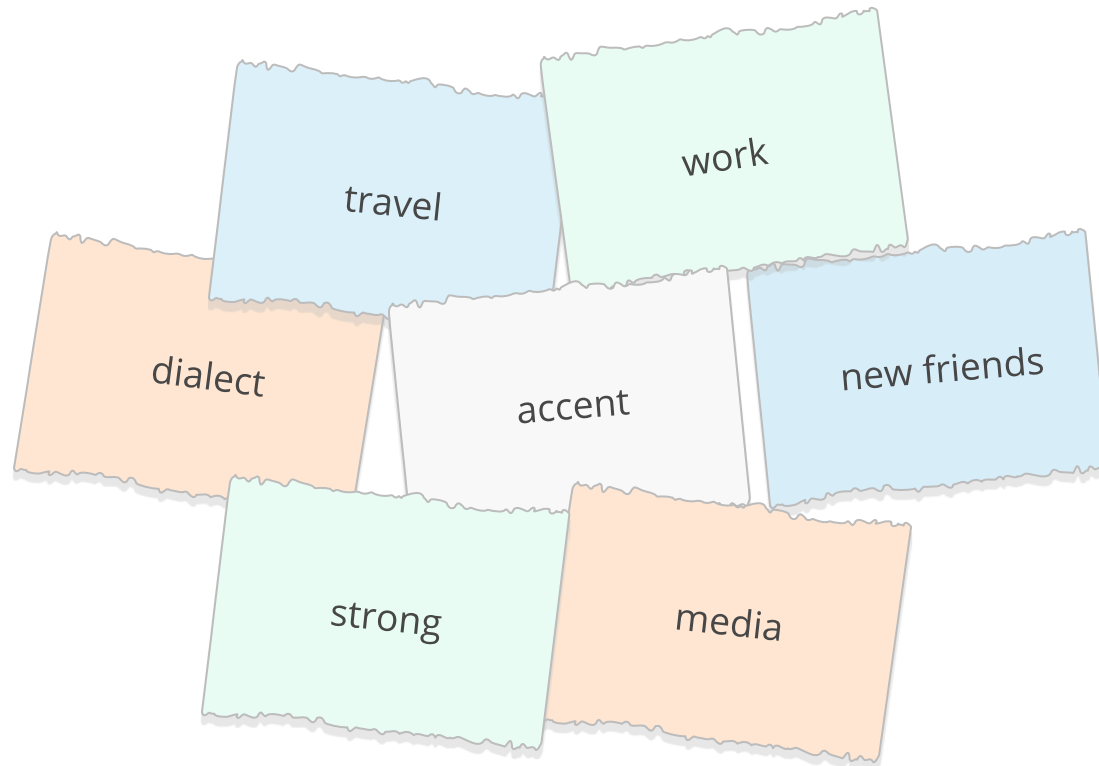 work
travel
dialect
accent
new friends
strong
media